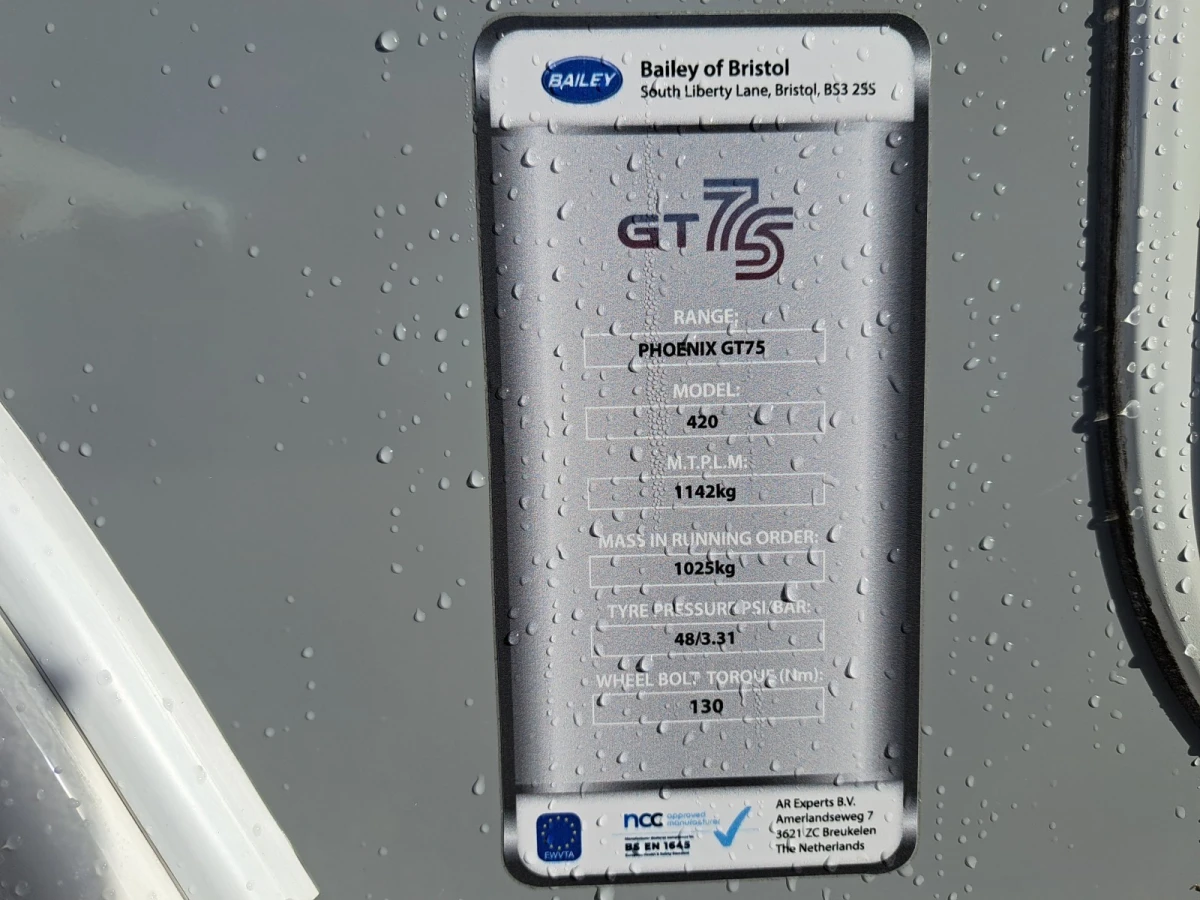 BAILEY
Bailey of Bristol
South Liberty Lane, Bristol, BS3 2SS
GT75
RANGE:
PHOENIX GT75
MODEL:
420
M.T.P.L.M:
1142kg
MASS IN RUNNING ORDER:
1025kg
TYRE PRESSURE PSI/BAR:
48/3.31
WHEEL BOLT TORQUE (Nm):
130
EWVTA
ncc approved
manufacturer
BS EN 1645
AR Experts B.V.
Amerlandseweg 7
3621 ZC Breukelen
The Netherlands